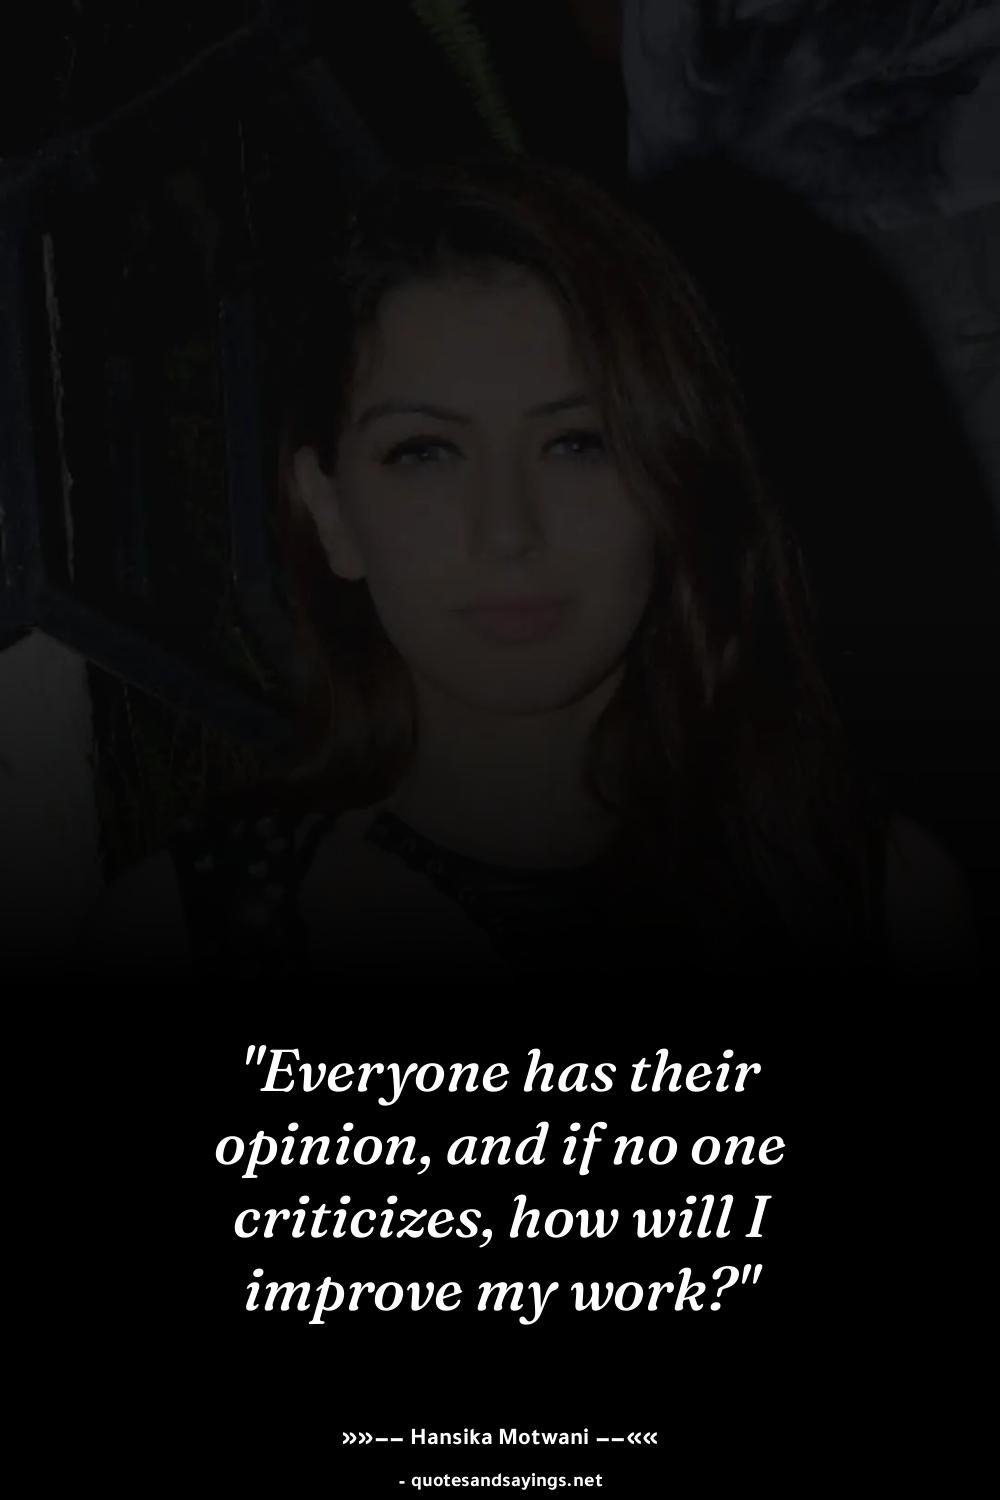 "Everyone has their
opinion, and if no one
criticizes, how will I
improve my work?"
»»−− Hansika Motwani −−««
- quotesandsayings.net